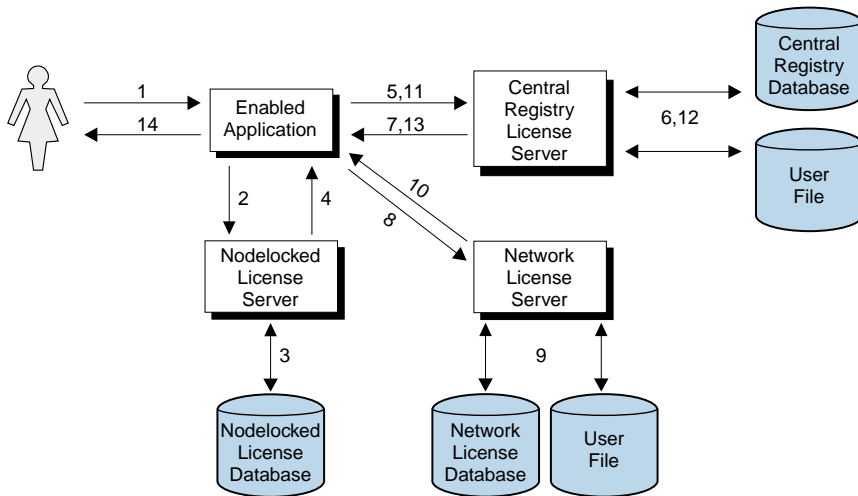 1
14
Enabled
Application
5,11
7,13
Central
Registry
License
Server
6,12
Central
Registry
Database
User
File
2
4
8
10
Nodelocked
License
Server
Network
License
Server
3
9
Nodelocked
License
Database
Network
License
Database
User
File